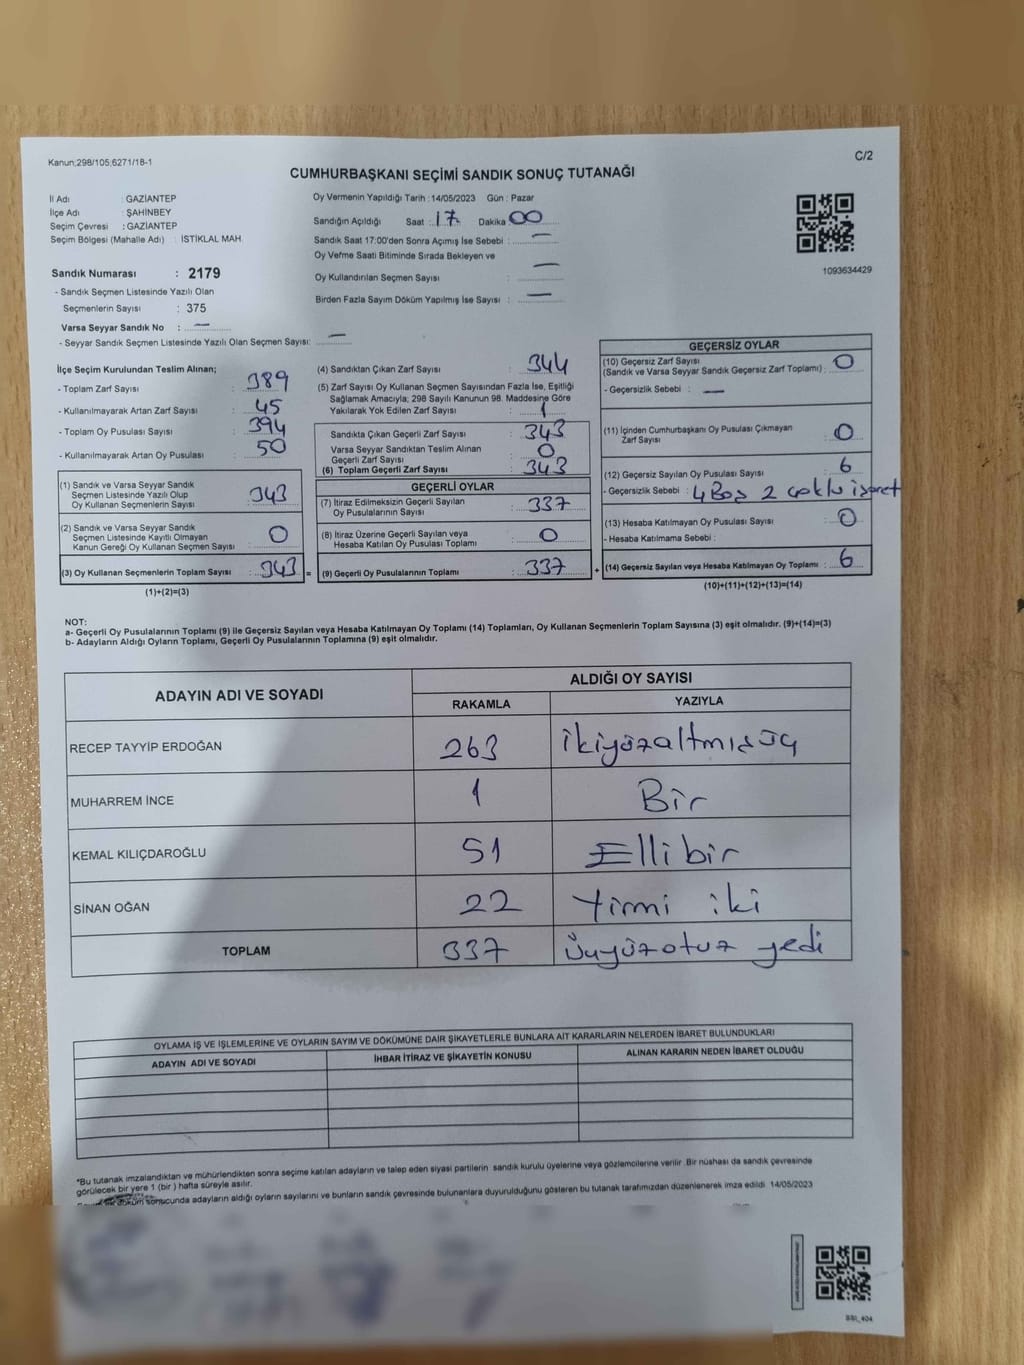 Kanun;298/105,6271/18-1
C/2
CUMHURBAŞKANI SEÇİMİ SANDIK SONUÇ TUTANAĞI
İl Adı : GAZİANTEP
İlçe Adı : ŞAHİNBEY
Seçim Çevresi : GAZİANTEP
Seçim Bölgesi (Mahalle Adı) : İSTİKLAL MAH.
Oy Vermenin Yapıldığı Tarih : 14/05/2023 Gün : Pazar
Sandığın Açıldığı Saat : 17 Dakika 00
Sandık Saat 17:00'den Sonra Açımış İse Sebebi : —
Oy Verme Saati Bitiminde Sırada Bekleyen ve
Oy Kullandırılan Seçmen Sayısı : —
Birden Fazla Sayım Döküm Yapılmış İse Sayısı : —
1093634429
Sandık Numarası : 2179
- Sandık Seçmen Listesinde Yazılı Olan
Seçmenlerin Sayısı : 375
Varsa Seyyar Sandık No : —
- Seyyar Sandık Seçmen Listesinde Yazılı Olan Seçmen Sayısı: —
İlçe Seçim Kurulundan Teslim Alınan;
- Toplam Zarf Sayısı : 389
- Kullanılmayarak Artan Zarf Sayısı : 45
- Toplam Oy Pusulası Sayısı : 394
- Kullanılmayarak Artan Oy Pusulası : 50
(1) Sandık ve Varsa Seyyar Sandık
Seçmen Listesinde Yazılı Olup
Oy Kullanan Seçmenlerin Sayısı : 343
(2) Sandık ve Varsa Seyyar Sandık
Seçmen Listesinde Kayıtlı Olmayan
Kanun Gereği Oy Kullanan Seçmen Sayısı : 0
(3) Oy Kullanan Seçmenlerin Toplam Sayısı : 343 =
(1)+(2)=(3)
(4) Sandıktan Çıkan Zarf Sayısı : 344
(5) Zarf Sayısı Oy Kullanan Seçmen Sayısından Fazla İse, Eşitliği
Sağlamak Amacıyla; 298 Sayılı Kanunun 98. Maddesine Göre
Yakılarak Yok Edilen Zarf Sayısı : 1
Sandıkta Çıkan Geçerli Zarf Sayısı : 343
Varsa Seyyar Sandıktan Teslim Alınan
Geçerli Zarf Sayısı : 0
(6) Toplam Geçerli Zarf Sayısı : 343
GEÇERLİ OYLAR
(7) İtiraz Edilmeksizin Geçerli Sayılan
Oy Pusulalarının Sayısı : 337
(8) İtiraz Üzerine Geçerli Sayılan veya
Hesaba Katılan Oy Pusulası Toplamı : 0
(9) Geçerli Oy Pusulalarının Toplamı : 337 +
GEÇERSİZ OYLAR
(10) Geçersiz Zarf Sayısı
(Sandık ve Varsa Seyyar Sandık Geçersiz Zarf Toplamı) : 0
- Geçersizlik Sebebi : —
(11) İçinden Cumhurbaşkanı Oy Pusulası Çıkmayan
Zarf Sayısı : 0
(12) Geçersiz Sayılan Oy Pusulası Sayısı : 6
- Geçersizlik Sebebi : 4 Boş 2 çoklu işaret
(13) Hesaba Katılmayan Oy Pusulası Sayısı : 0
- Hesaba Katılmama Sebebi :
(14) Geçersiz Sayılan veya Hesaba Katılmayan Oy Toplamı : 6
(10)+(11)+(12)+(13)=(14)
NOT:
a- Geçerli Oy Pusulalarının Toplamı (9) ile Geçersiz Sayılan veya Hesaba Katılmayan Oy Toplamı (14) Toplamları, Oy Kullanan Seçmenlerin Toplam Sayısına (3) eşit olmalıdır. (9)+(14)=(3)
b- Adayların Aldığı Oyların Toplamı, Geçerli Oy Pusulalarının Toplamına (9) eşit olmalıdır.
ADAYIN ADI VE SOYADI
ALDIĞI OY SAYISI
RAKAMLA YAZIYLA
RECEP TAYYİP ERDOĞAN 263 ikiyüzaltmışüç
MUHARREM İNCE 1 Bir
KEMAL KILIÇDAROĞLU 51 Ellibir
SİNAN OĞAN 22 Yirmi iki
TOPLAM 337 Üçyüzotuz yedi
OYLAMA İŞ VE İŞLEMLERİNE VE OYLARIN SAYIM VE DÖKÜMÜNE DAİR ŞİKAYETLERLE BUNLARA AİT KARARLARIN NELERDEN İBARET BULUNDUKLARI
ADAYIN ADI VE SOYADI İHBAR İTİRAZ VE ŞİKAYETİN KONUSU ALINAN KARARIN NEDEN İBARET OLDUĞU
*Bu tutanak imzalandıktan ve mühürlendikten sonra seçime katılan adayların ve talep eden siyasi partilerin sandık kurulu üyelerine veya gözlemcilerine verilir. Bir nüshası da sandık çevresinde
görülecek bir yere 1 (bir) hafta süreyle asılır.
döküm sonucunda adayların aldığı oyların sayılarını ve bunların sandık çevresinde bulunanlara duyurulduğunu gösteren bu tutanak tarafımızdan düzenlenerek imza edildi. 14/05/2023